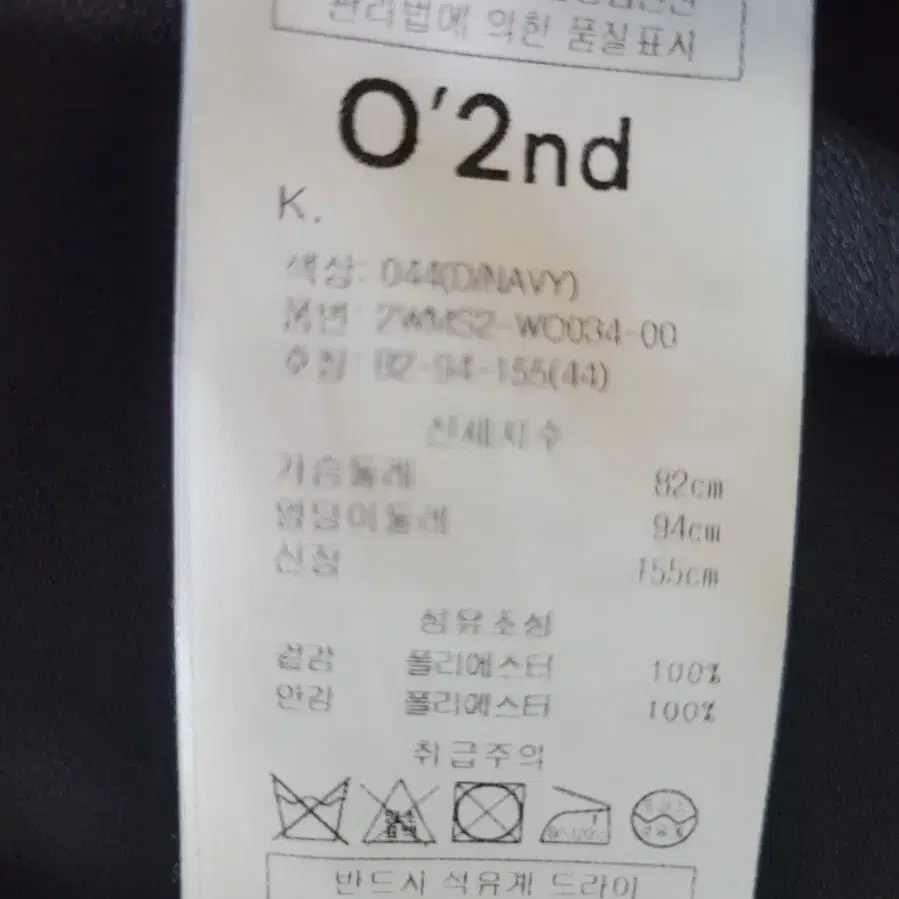 관리법에 의한 품질표시
O'2nd
K.
색상: 044(D/NAVY)
품번 ZWMS2-WO034-00
수침: 82-94-155(44)
신체치수
가슴둘레 82cm
엉덩이둘레 94cm
신장 155cm
섬유조성
겉감 폴리에스터 100%
안감 폴리에스터 100%
취급주의
반드시 석유계 드라이